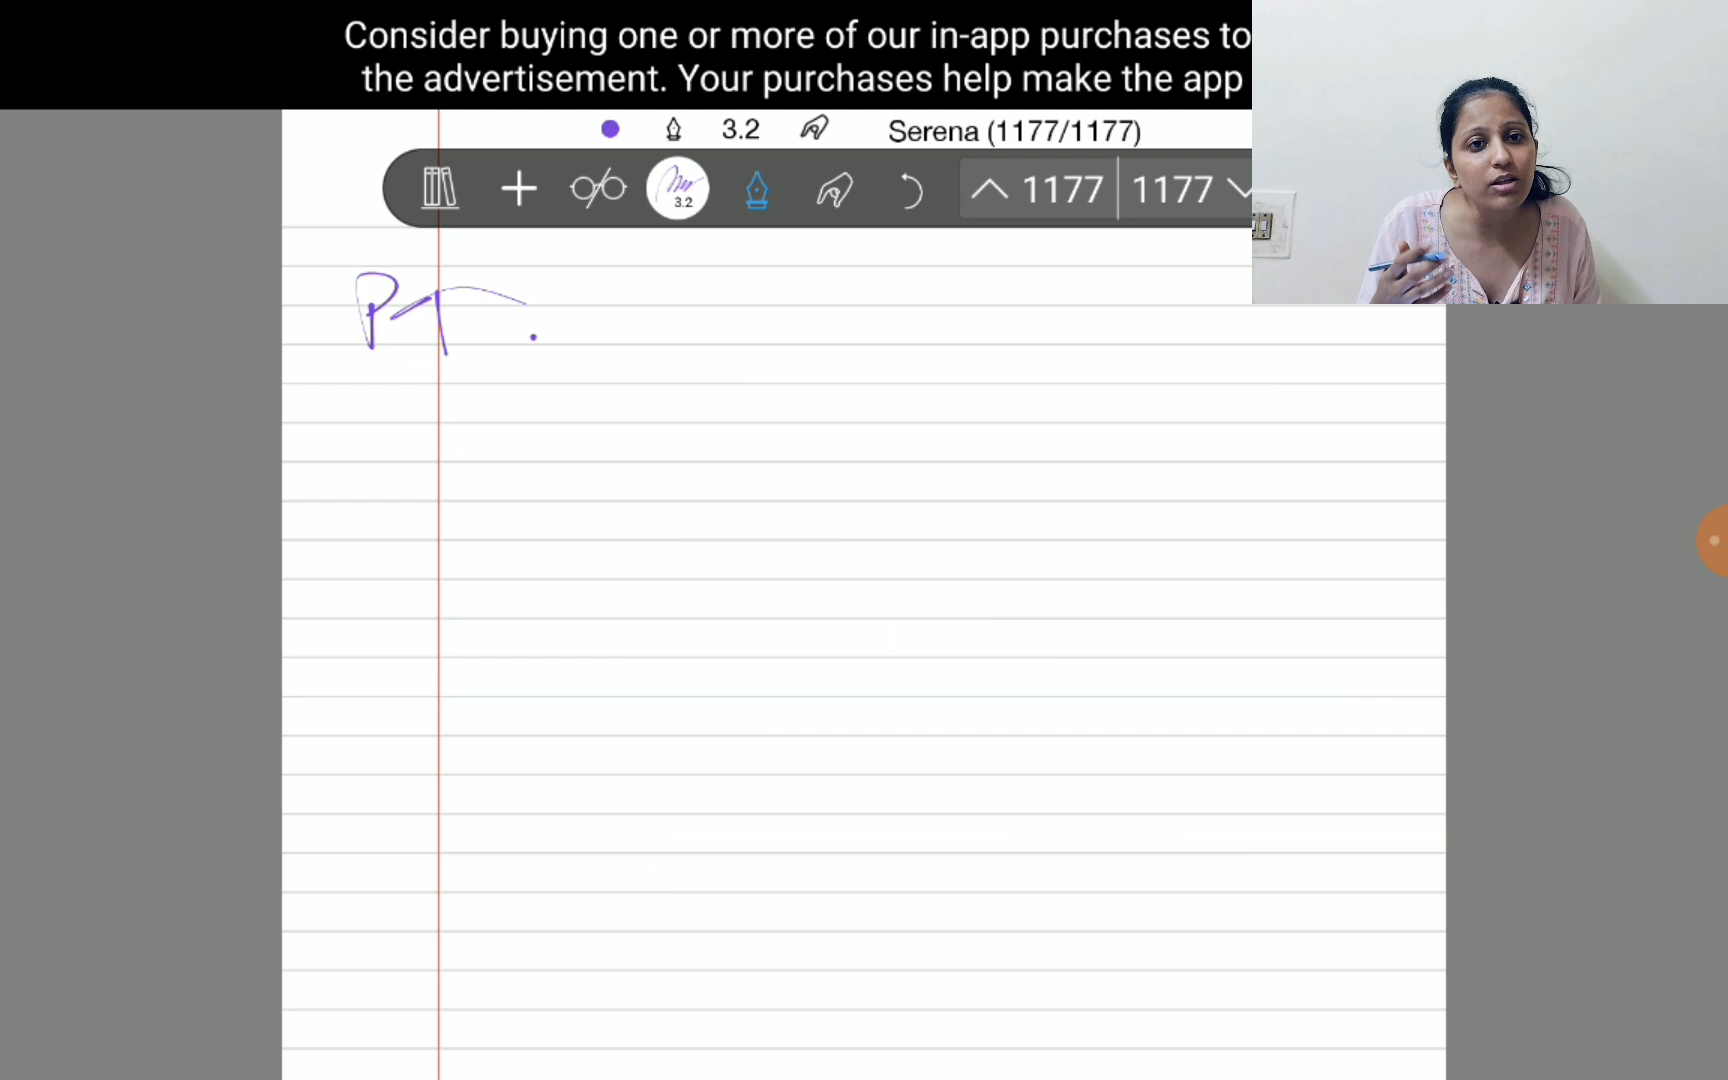 Consider buying one or more of our in-app purchases to
the advertisement. Your purchases help make the app
3.2 Serena (1177/1177)
3.2 1177 1177
PT.